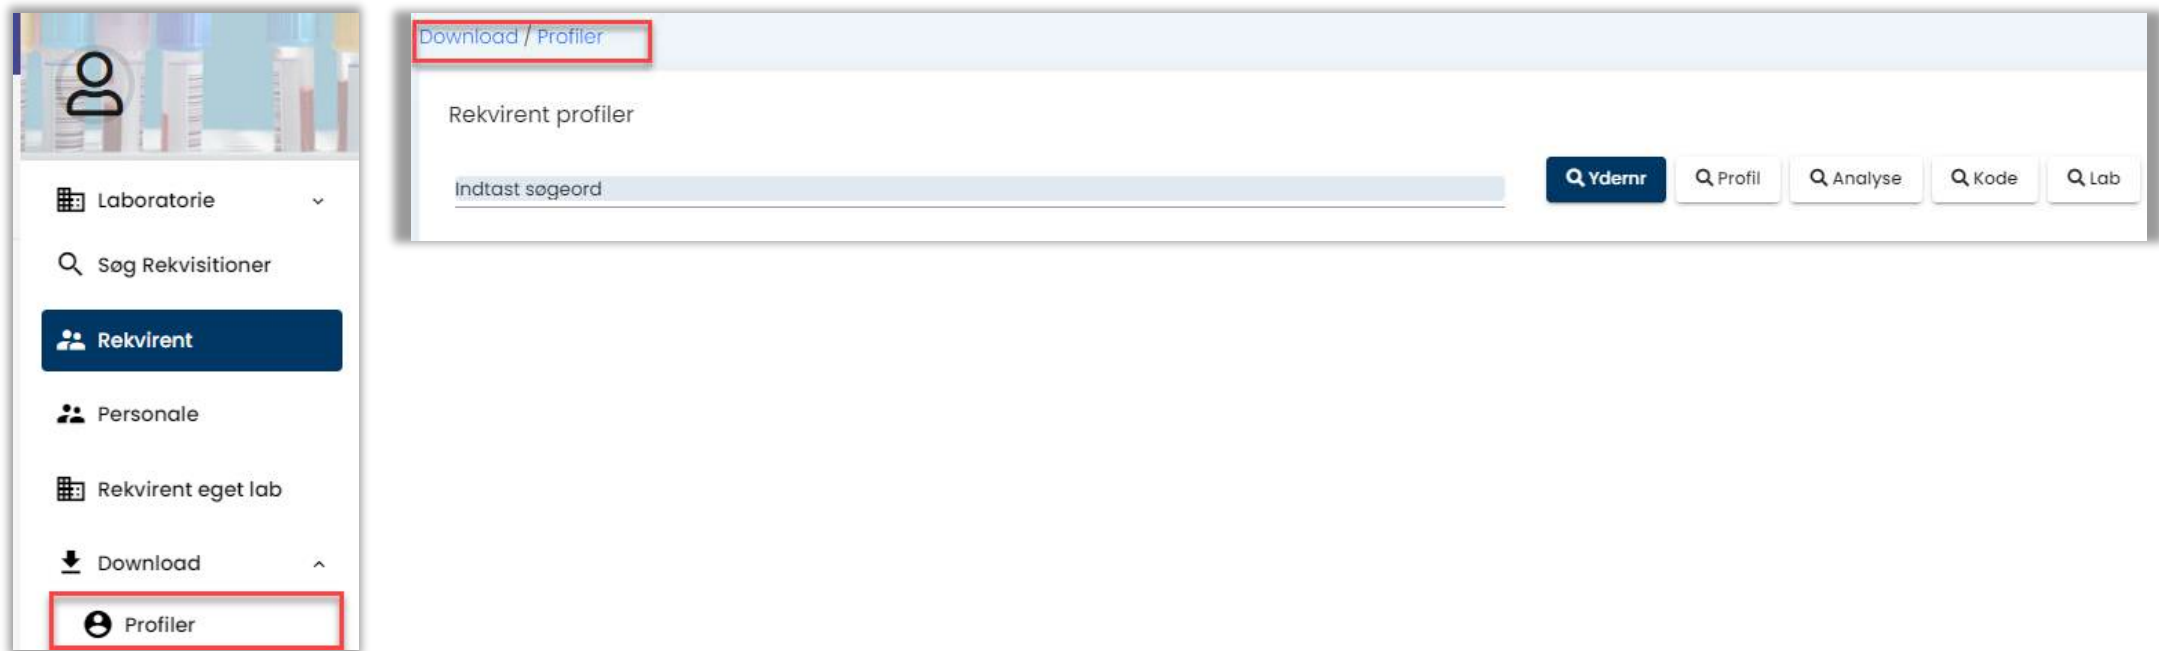 Laboratorie
Søg Rekvisitioner
Rekvirent
Personale
Rekvirent eget lab
Download
Profiler
Download / Profiler
Rekvirent profiler
Indtast søgeord
Ydernr Profil Analyse Kode Lab